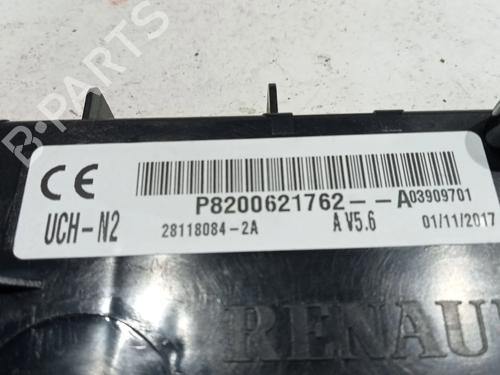 B-PARTS
CE
P8200621762--A03909701
UCH-N2
28118084-2A
A V5.6
01/11/2017
RENAU